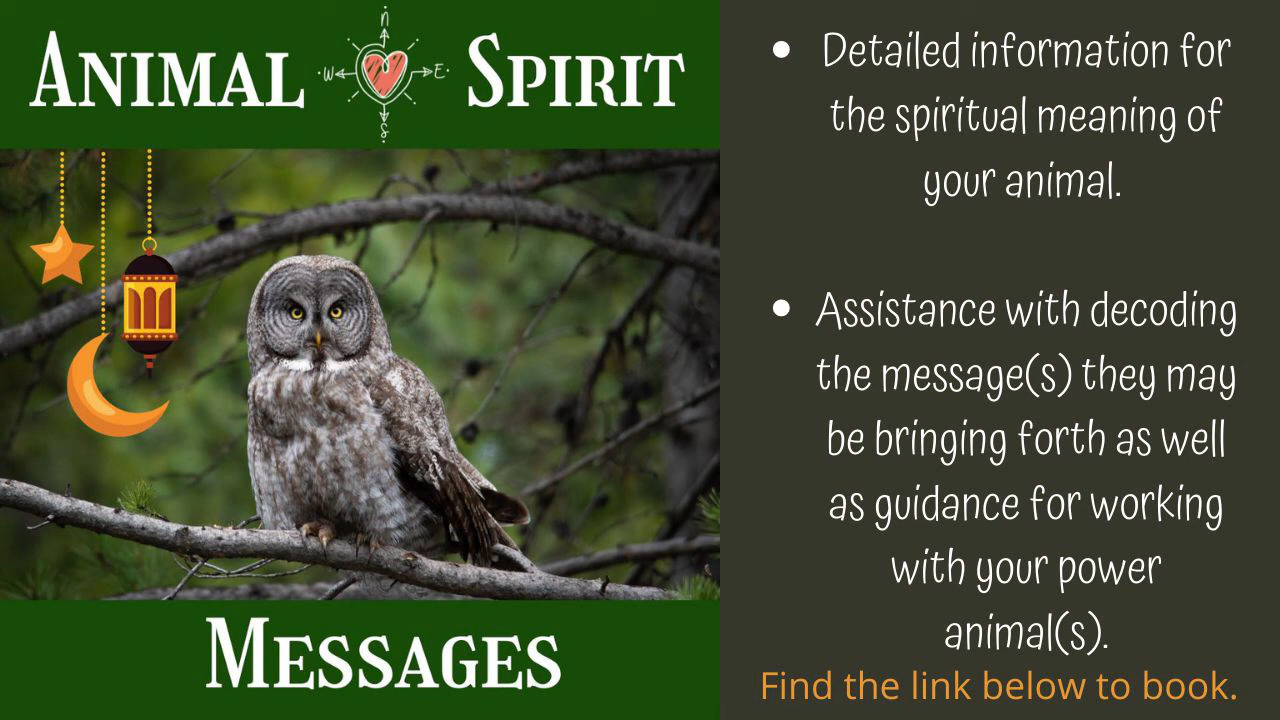 ANIMAL SPIRIT
n
W E
s
MESSAGES
• Detailed information for
the spiritual meaning of
your animal.
• Assistance with decoding
the message(s) they may
be bringing forth as well
as guidance for working
with your power
animal(s).
Find the link below to book.